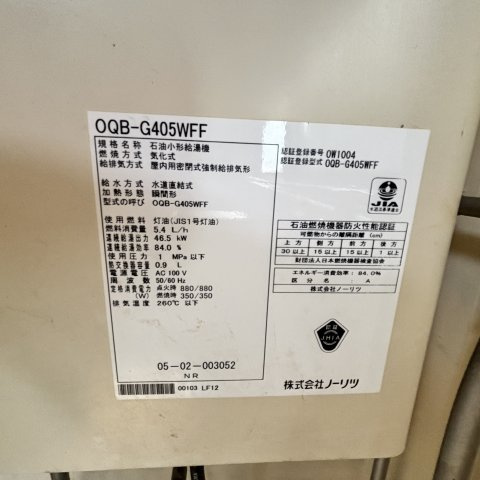 OQB-G405WFF
規格名称 石油小形給湯機
燃焼方式 気化式
給排気方式 屋内用密閉式強制給排気形
給水方式 水道直結式
加熱形態 瞬間形
型式の呼び OQB-G405WFF
使用燃料 灯油(JIS1号灯油)
燃料消費量 5.4 L/h
連続給湯出力 46.5 kW
連続給湯効率 84.0 %
使用圧力 1 MPa 以下
熱交換器容量 0.9 L
電源電圧 AC 100 V
周波数 50/60 Hz
定格消費電力 点火時 880/880
(W) 燃焼時 350/350
排気温度 260℃ 以下
05-02-003052
NR
00103 LF12
認証登録番号 OW1004
認証登録型式 OQB-G405WFF
JIA
石油燃焼機器防火性能認証
可燃物からの離隔距離 (cm)
上方 側方 前方 後方
30以上 15以上 15以上 1以上
財団法人日本燃焼機器検査協会
エネルギー消費効率: 84.0%
区分名 A
株式会社ノーリツ
株式会社ノーリツ